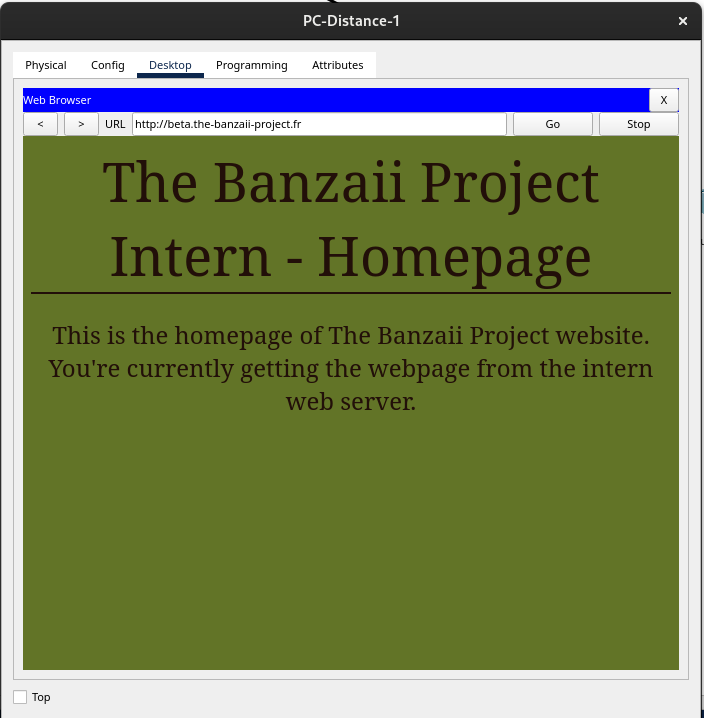 PC-Distance-1 ×
Physical Config Desktop Programming Attributes
Web Browser X
< > URL http://beta.the-banzaii-project.fr Go Stop
The Banzaii Project
Intern - Homepage
This is the homepage of The Banzaii Project website.
You're currently getting the webpage from the intern
web server.
Top